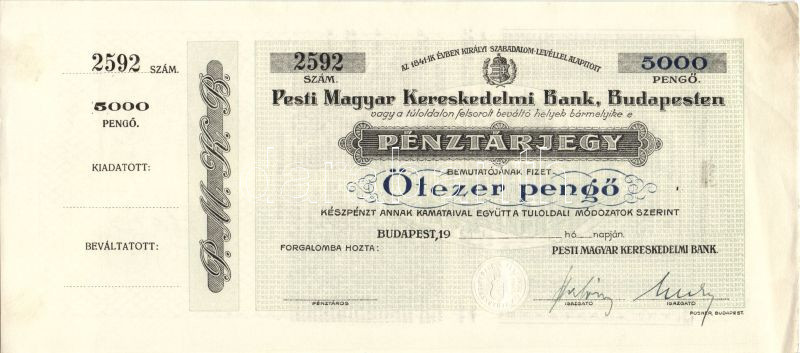 2592 SZÁM.
5000
PENGŐ.
KIADATOTT:
BEVÁLTATOTT:
P. M. K. B.
2592
SZÁM.
AZ 1841-IK ÉVBEN KIRÁLYI SZABADALOM-LEVÉLLEL ALAPITOTT
5000
PENGŐ.
Pesti Magyar Kereskedelmi Bank, Budapesten
vagy a túloldalon felsorolt beváltó helyek bármelyike e
PÉNZTÁRJEGY
BEMUTATÓJÁNAK FIZET
Ötezer pengő
KÉSZPÉNZT ANNAK KAMATAIVAL EGYÜTT A TÚLOLDALI MÓDOZATOK SZERINT
BUDAPEST, 19 hó napján.
FORGALOMBA HOZTA:
PESTI MAGYAR KERESKEDELMI BANK.
PÉNZTÁROS
IGAZGATÓ
IGAZGATÓ
POSNER, BUDAPEST.